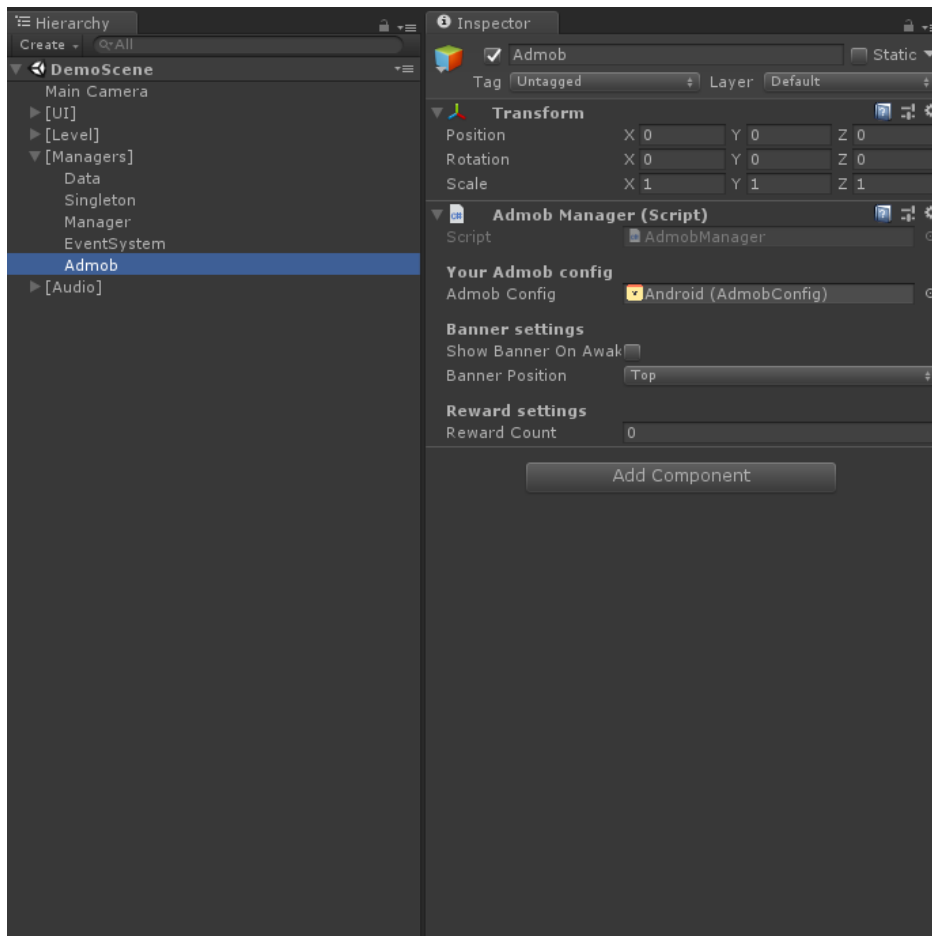 Hierarchy
Create
All
DemoScene
Main Camera
[UI]
[Level]
[Managers]
Data
Singleton
Manager
EventSystem
Admob
[Audio]
Inspector
Admob
Static
Tag Untagged Layer Default
Transform
Position X 0 Y 0 Z 0
Rotation X 0 Y 0 Z 0
Scale X 1 Y 1 Z 1
Admob Manager (Script)
Script AdmobManager
Your Admob config
Admob Config Android (AdmobConfig)
Banner settings
Show Banner On Awak
Banner Position Top
Reward settings
Reward Count 0
Add Component